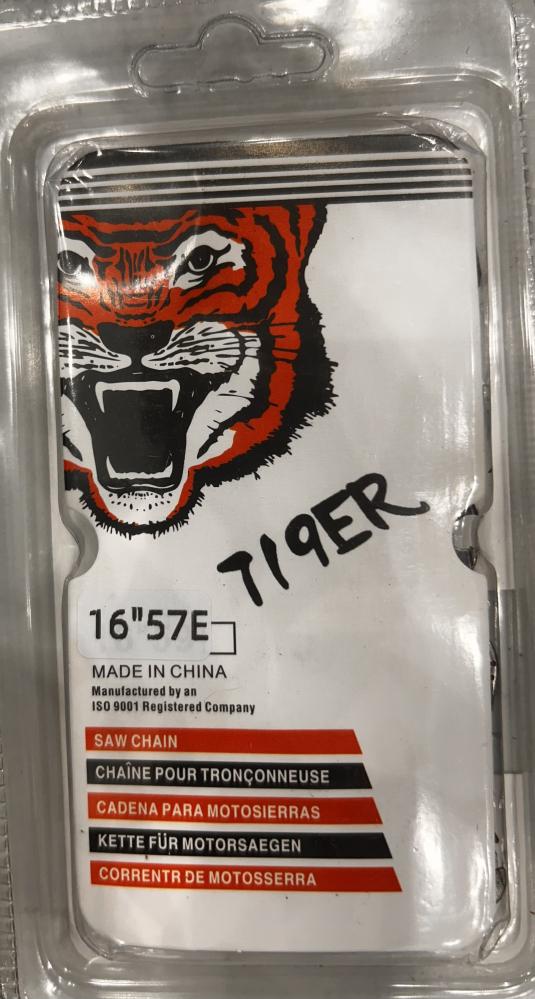 TI9ER
16"57E
MADE IN CHINA
Manufactured by an
ISO 9001 Registered Company
SAW CHAIN
CHAÎNE POUR TRONÇONNEUSE
CADENA PARA MOTOSIERRAS
KETTE FÜR MOTORSAEGEN
CORRENTR DE MOTOSSERRA